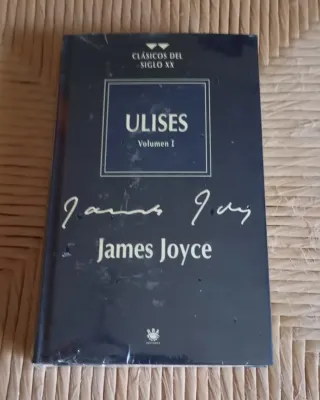 CLÁSICOS DEL
SIGLO XX
ULISES
Volumen I
James Joyce
James Joyce